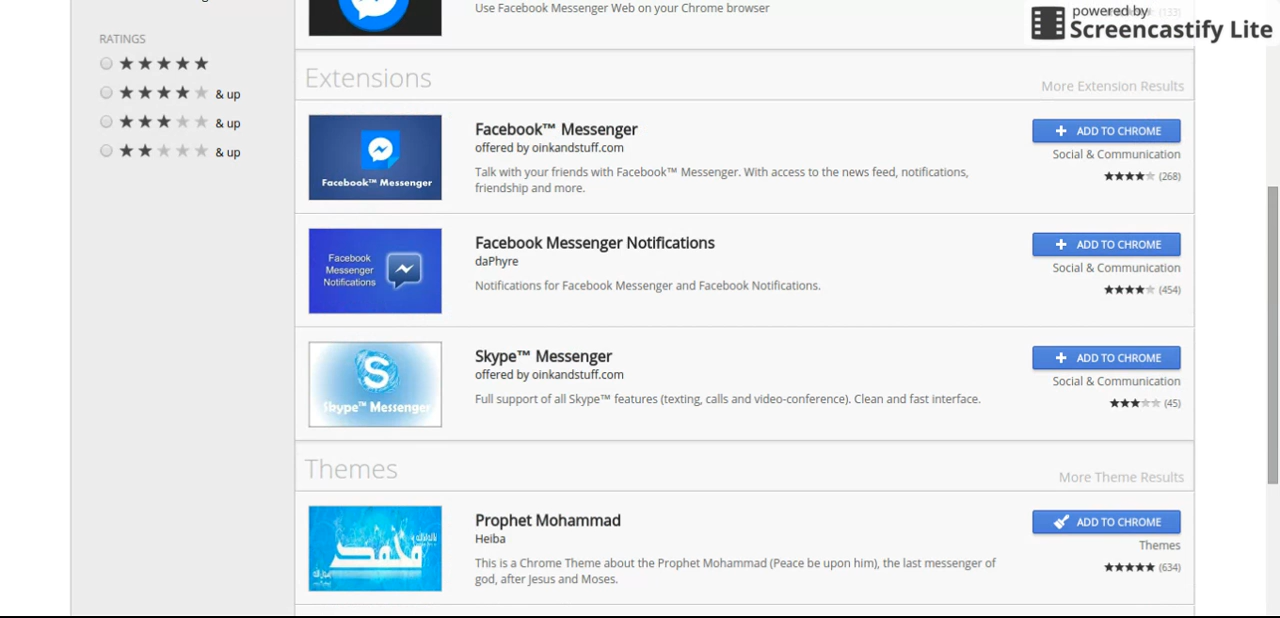 Use Facebook Messenger Web on your Chrome browser
powered by
Screencastify Lite
RATINGS
& up
& up
& up
Extensions
More Extension Results
Facebook™ Messenger
Facebook™ Messenger
offered by oinkandstuff.com
Talk with your friends with Facebook™ Messenger. With access to the news feed, notifications,
friendship and more.
ADD TO CHROME
Social & Communication
(268)
Facebook
Messenger
Notifications
Facebook Messenger Notifications
daPhyre
Notifications for Facebook Messenger and Facebook Notifications.
ADD TO CHROME
Social & Communication
(454)
S
Skype™ Messenger
Skype™ Messenger
offered by oinkandstuff.com
Full support of all Skype™ features (texting, calls and video-conference). Clean and fast interface.
ADD TO CHROME
Social & Communication
(45)
Themes
More Theme Results
محمد
Prophet Mohammad
Heiba
This is a Chrome Theme about the Prophet Mohammad (Peace be upon him), the last messenger of
god, after Jesus and Moses.
ADD TO CHROME
Themes
(634)